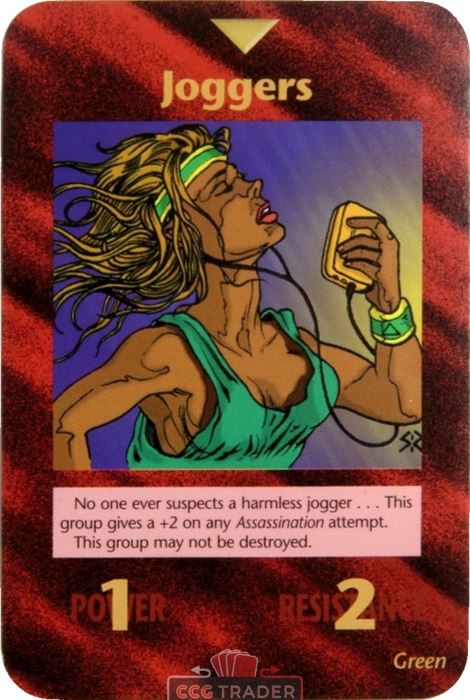 Joggers
SR
No one ever suspects a harmless jogger . . . This
group gives a +2 on any Assassination attempt.
This group may not be destroyed.
POWER 1 RESISTANCE 2
Green
CCG TRADER